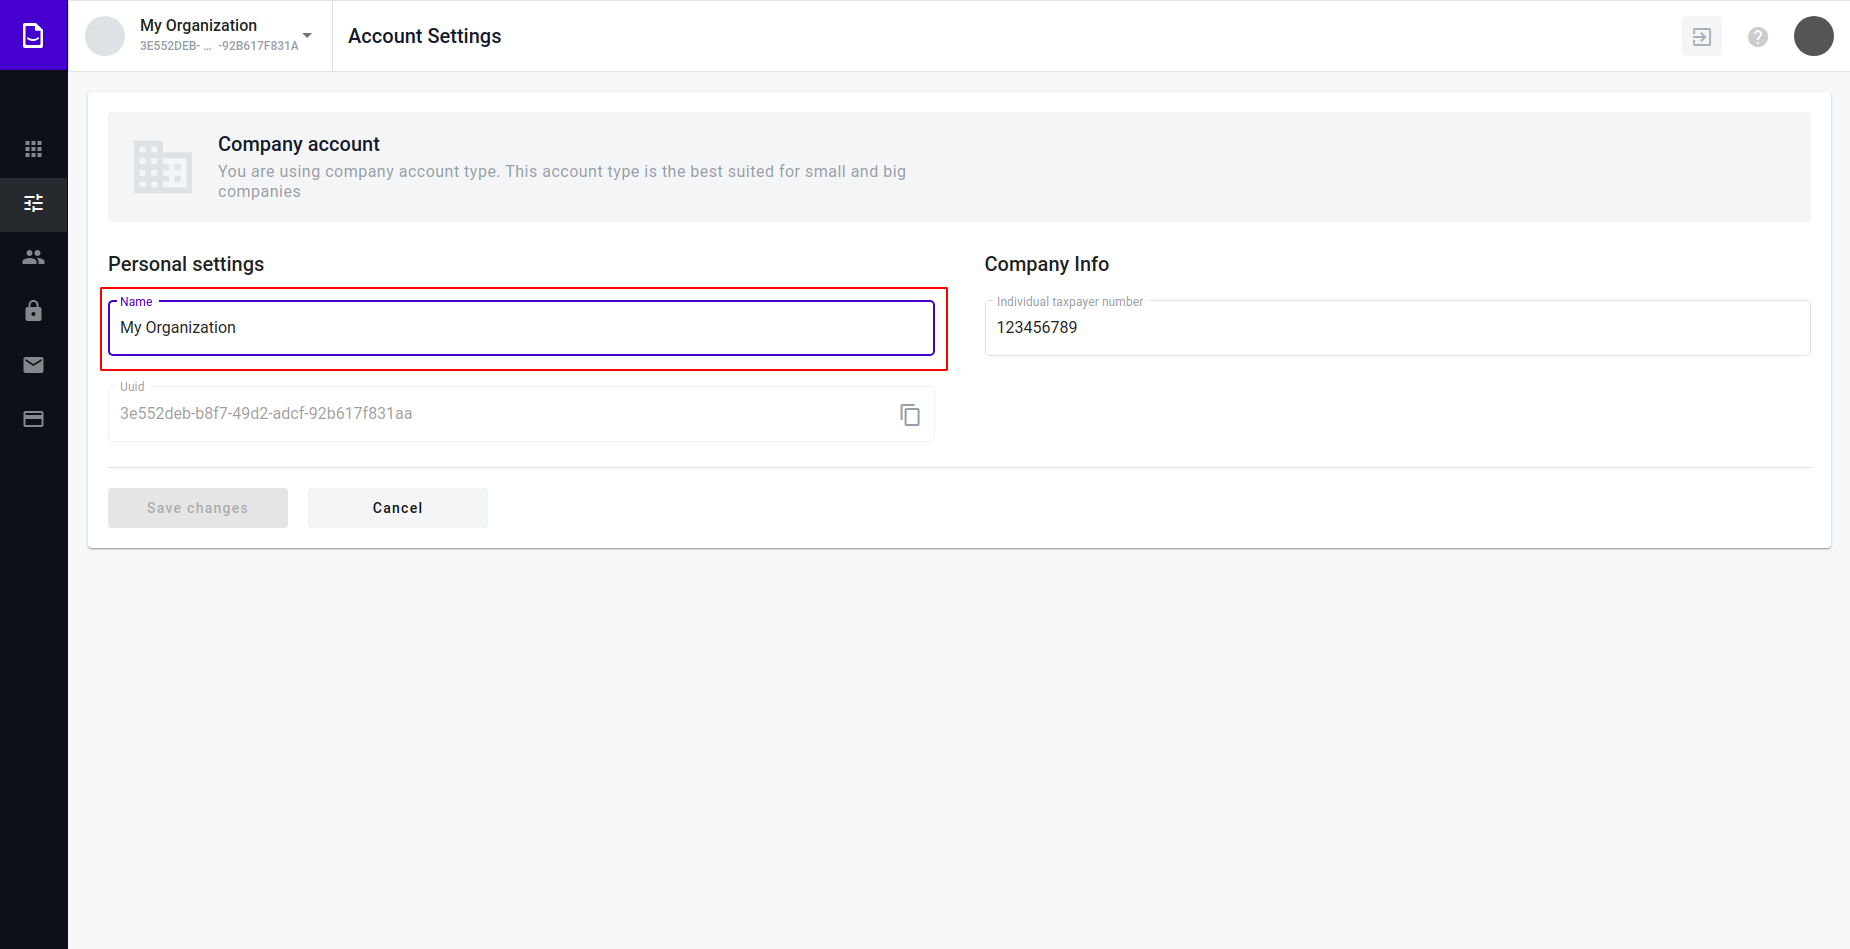 My Organization
3E552DEB- ... -92B617F831A
Account Settings
Company account
You are using company account type. This account type is the best suited for small and big
companies
Personal settings
Company Info
Name
My Organization
Individual taxpayer number
123456789
Uuid
3e552deb-b8f7-49d2-adcf-92b617f831aa
Save changes
Cancel